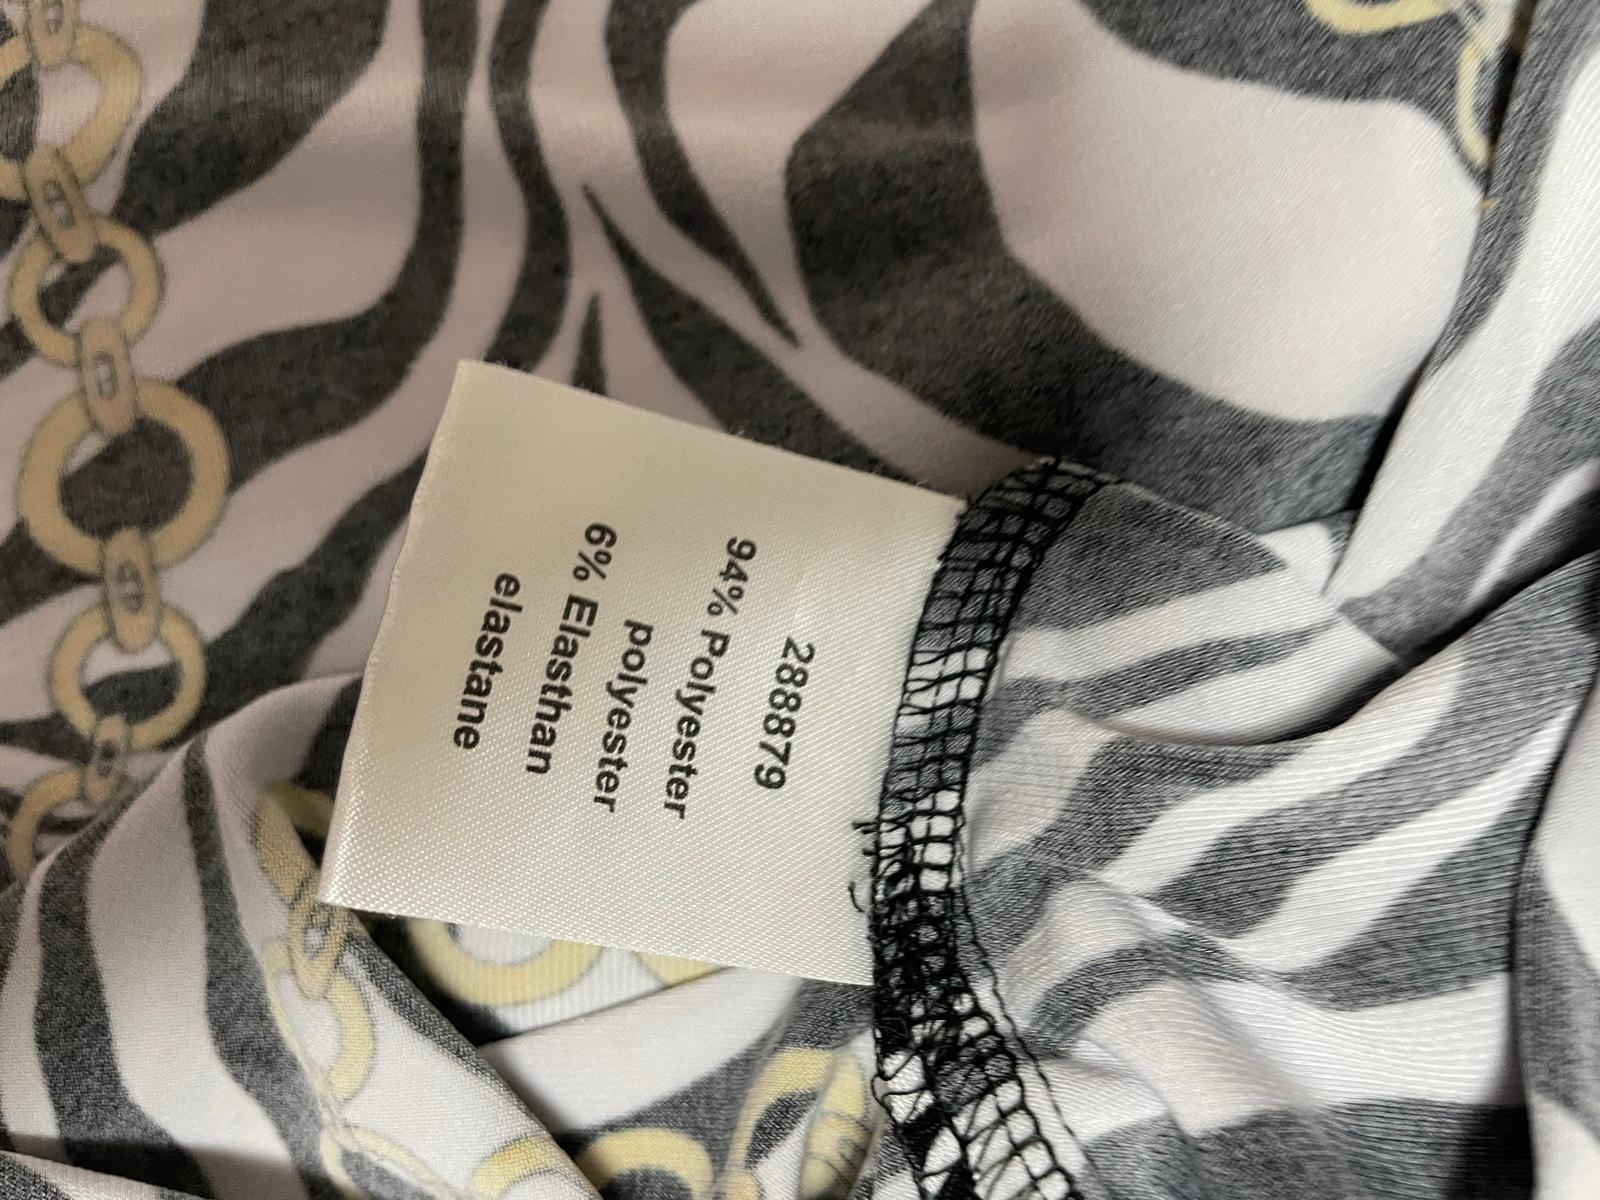 288879
94% Polyester
polyester
6% Elasthan
elastane